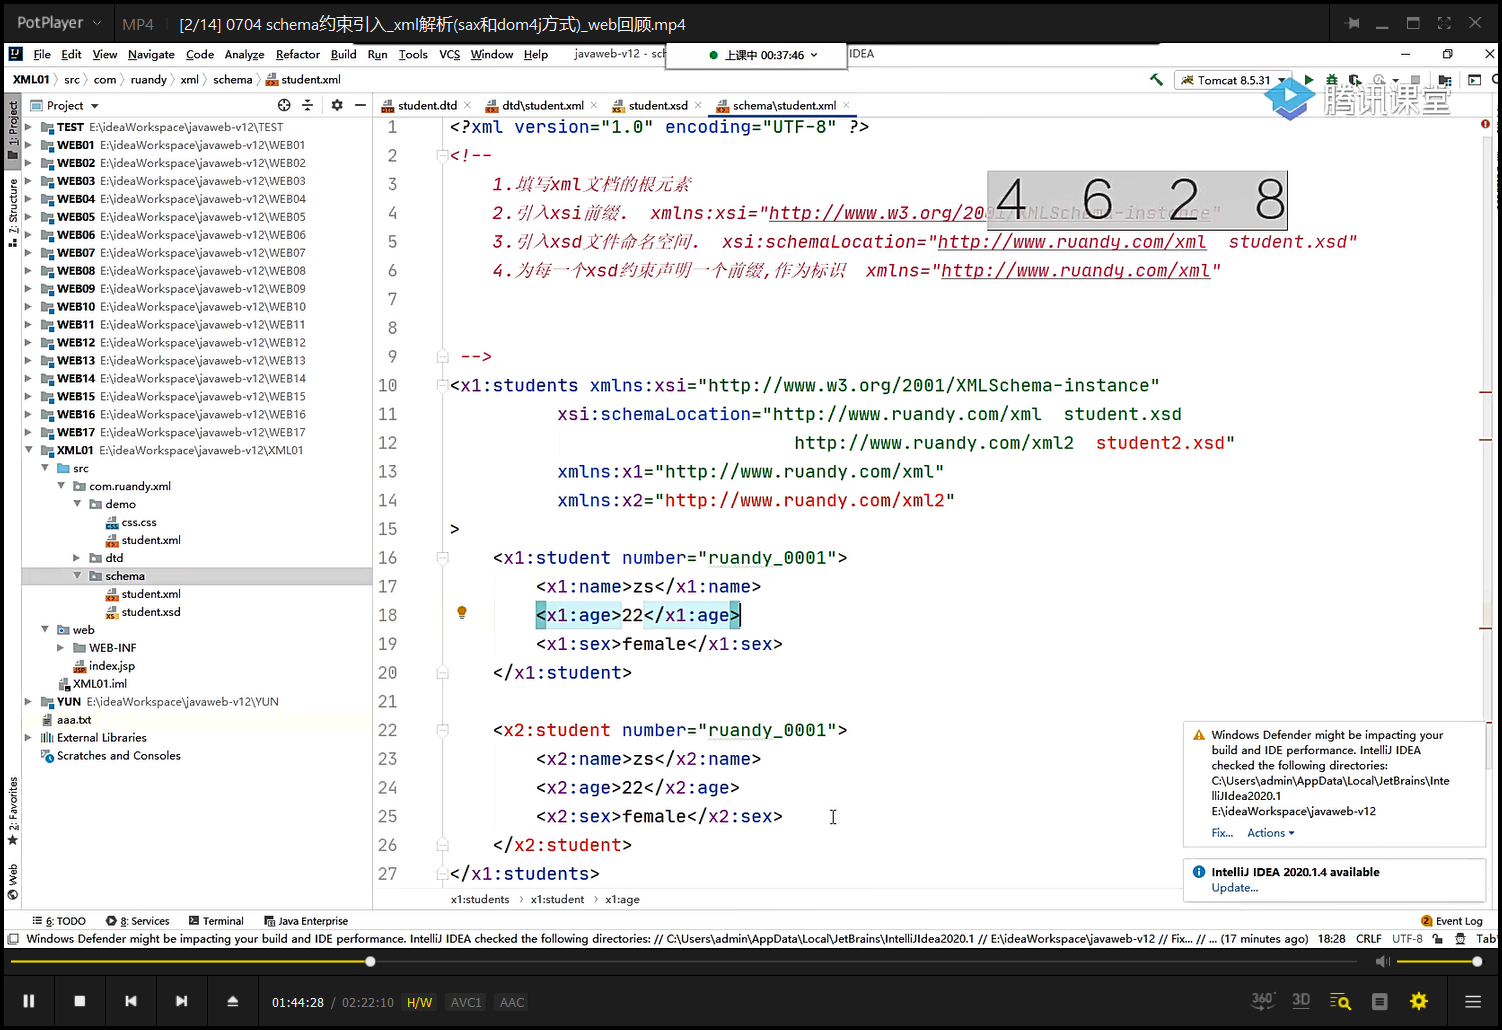 PotPlayer MP4 [2/14] 0704 schema约束引入_xml解析(sax和dom4j方式)_web回顾.mp4
File Edit View Navigate Code Analyze Refactor Build Run Tools VCS Window Help javaweb-v12 - sch 上课中 00:37:46 IDEA
XML01 src com ruandy xml schema student.xml Tomcat 8.5.31
腾讯课堂
Project student.dtd dtd\student.xml student.xsd schema\student.xml
1: Project
7: Structure
2: Favorites
Web
TEST E:\ideaWorkspace\javaweb-v12\TEST
WEB01 E:\ideaWorkspace\javaweb-v12\WEB01
WEB02 E:\ideaWorkspace\javaweb-v12\WEB02
WEB03 E:\ideaWorkspace\javaweb-v12\WEB03
WEB04 E:\ideaWorkspace\javaweb-v12\WEB04
WEB05 E:\ideaWorkspace\javaweb-v12\WEB05
WEB06 E:\ideaWorkspace\javaweb-v12\WEB06
WEB07 E:\ideaWorkspace\javaweb-v12\WEB07
WEB08 E:\ideaWorkspace\javaweb-v12\WEB08
WEB09 E:\ideaWorkspace\javaweb-v12\WEB09
WEB10 E:\ideaWorkspace\javaweb-v12\WEB10
WEB11 E:\ideaWorkspace\javaweb-v12\WEB11
WEB12 E:\ideaWorkspace\javaweb-v12\WEB12
WEB13 E:\ideaWorkspace\javaweb-v12\WEB13
WEB14 E:\ideaWorkspace\javaweb-v12\WEB14
WEB15 E:\ideaWorkspace\javaweb-v12\WEB15
WEB16 E:\ideaWorkspace\javaweb-v12\WEB16
WEB17 E:\ideaWorkspace\javaweb-v12\WEB17
XML01 E:\ideaWorkspace\javaweb-v12\XML01
src
com.ruandy.xml
demo
css.css
student.xml
dtd
schema
student.xml
student.xsd
web
WEB-INF
index.jsp
XML01.iml
YUN E:\ideaWorkspace\javaweb-v12\YUN
aaa.txt
External Libraries
Scratches and Consoles
1 <?xml version="1.0" encoding="UTF-8" ?>
2 <!--
3 1.填写xml文档的根元素
4 2.引入xsi前缀. xmlns:xsi="http://www.w3.org/2001/XMLSchema-instance"
4 6 2 8
5 3.引入xsd文件命名空间. xsi:schemaLocation="http://www.ruandy.com/xml student.xsd"
6 4.为每一个xsd约束声明一个前缀,作为标识 xmlns="http://www.ruandy.com/xml"
7
8
9 -->
10 <x1:students xmlns:xsi="http://www.w3.org/2001/XMLSchema-instance"
11 xsi:schemaLocation="http://www.ruandy.com/xml student.xsd
12 http://www.ruandy.com/xml2 student2.xsd"
13 xmlns:x1="http://www.ruandy.com/xml"
14 xmlns:x2="http://www.ruandy.com/xml2"
15 >
16 <x1:student number="ruandy_0001">
17 <x1:name>zs</x1:name>
18 <x1:age>22</x1:age>
19 <x1:sex>female</x1:sex>
20 </x1:student>
21
22 <x2:student number="ruandy_0001">
23 <x2:name>zs</x2:name>
24 <x2:age>22</x2:age>
25 <x2:sex>female</x2:sex>
26 </x2:student>
27 </x1:students>
x1:students x1:student x1:age
Windows Defender might be impacting your
build and IDE performance. IntelliJ IDEA
checked the following directories:
C:\Users\admin\AppData\Local\JetBrains\Inte
lliJIdea2020.1
E:\ideaWorkspace\javaweb-v12
Fix... Actions
IntelliJ IDEA 2020.1.4 available
Update...
6: TODO 8: Services Terminal Java Enterprise 2 Event Log
Windows Defender might be impacting your build and IDE performance. IntelliJ IDEA checked the following directories: // C:\Users\admin\AppData\Local\JetBrains\IntelliJIdea2020.1 // E:\ideaWorkspace\javaweb-v12 // Fix... // ... (17 minutes ago) 18:28 CRLF UTF-8 Tab
01:44:28 / 02:22:10 H/W AVC1 AAC 360° 3D